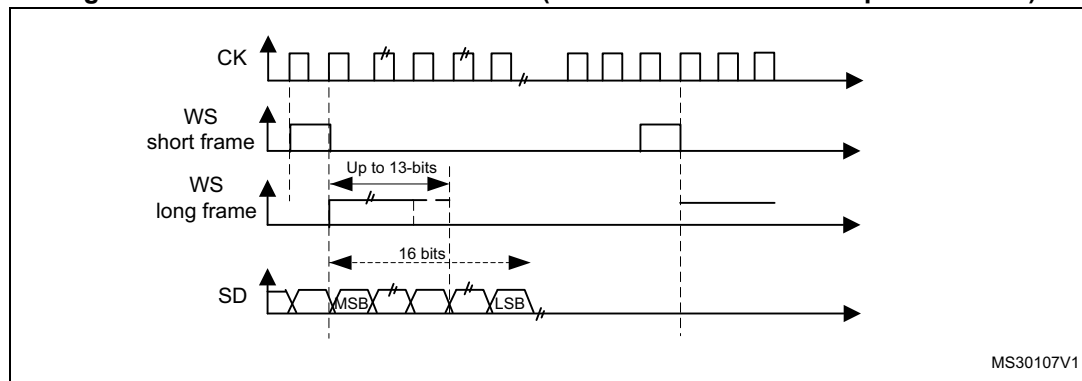 CK
WS
short frame
Up to 13-bits
WS
long frame
16 bits
SD
MSB
LSB
MS30107V1